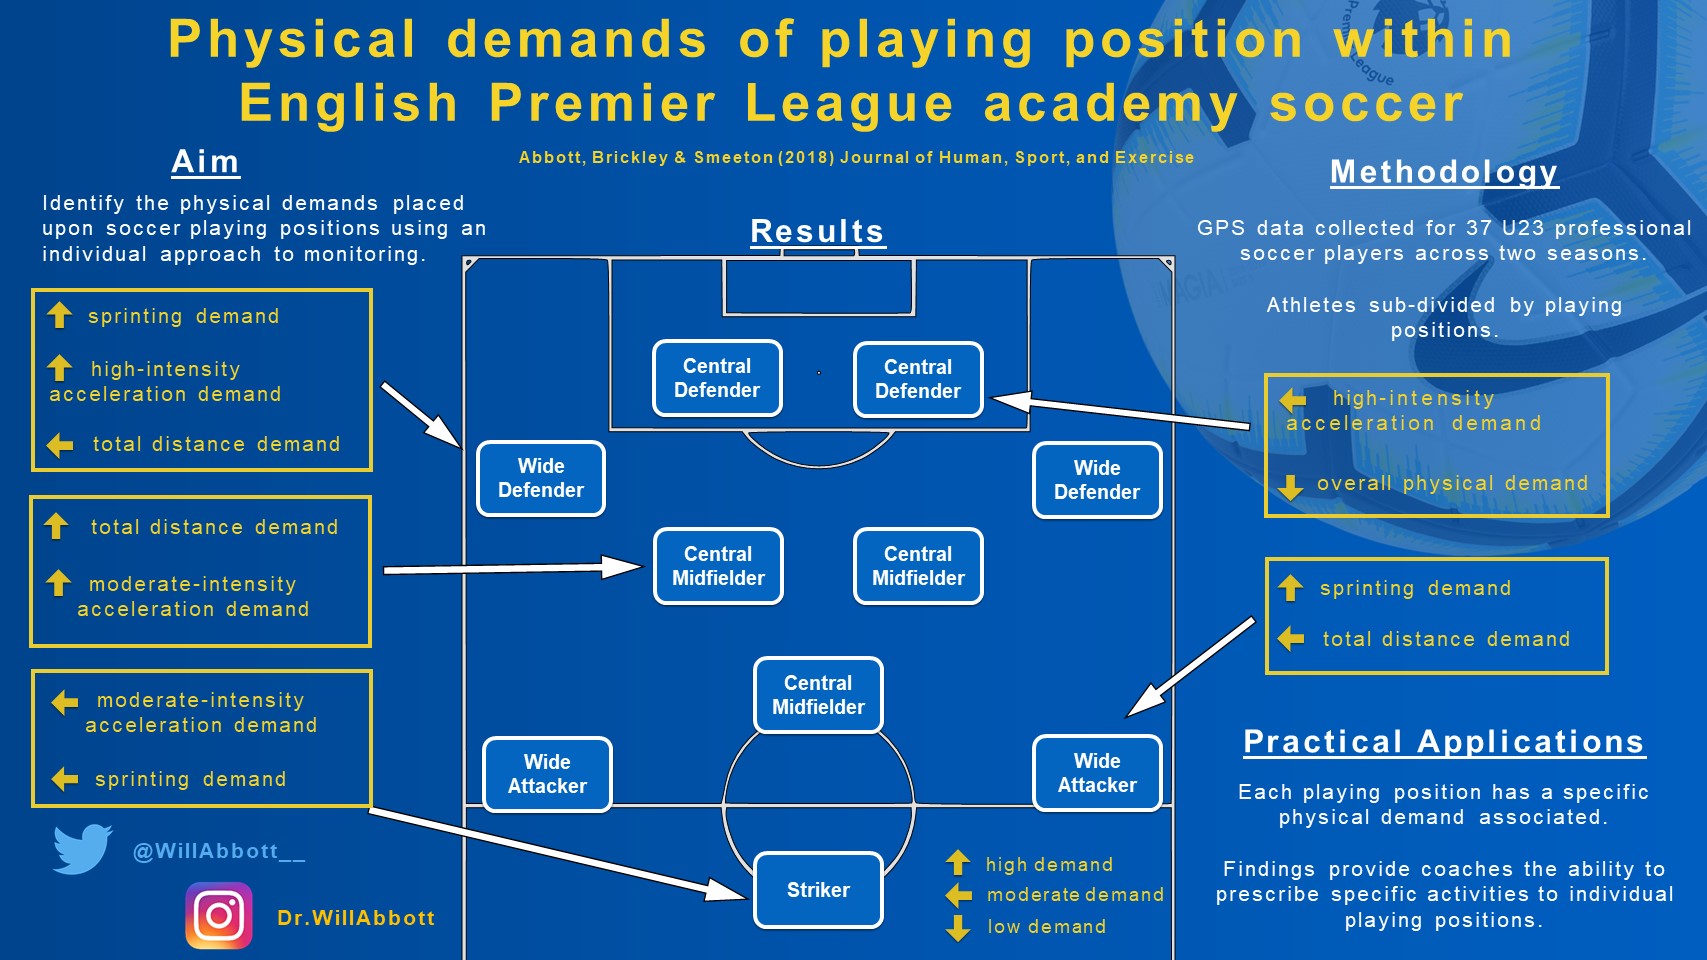 Physical demands of playing position within
English Premier League academy soccer
Abbott, Brickley & Smeeton (2018) Journal of Human, Sport, and Exercise
Premier League
Aim
Identify the physical demands placed
upon soccer playing positions using an
individual approach to monitoring.
sprinting demand
high-intensity
acceleration demand
total distance demand
total distance demand
moderate-intensity
acceleration demand
moderate-intensity
acceleration demand
sprinting demand
@WillAbbott__
Dr.WillAbbott
Results
Central
Defender
Central
Defender
Wide
Defender
Wide
Defender
Central
Midfielder
Central
Midfielder
Central
Midfielder
Wide
Attacker
Wide
Attacker
Striker
high demand
moderate demand
low demand
Methodology
GPS data collected for 37 U23 professional
soccer players across two seasons.
Athletes sub-divided by playing
positions.
high-intensity
acceleration demand
overall physical demand
sprinting demand
total distance demand
Practical Applications
Each playing position has a specific
physical demand associated.
Findings provide coaches the ability to
prescribe specific activities to individual
playing positions.